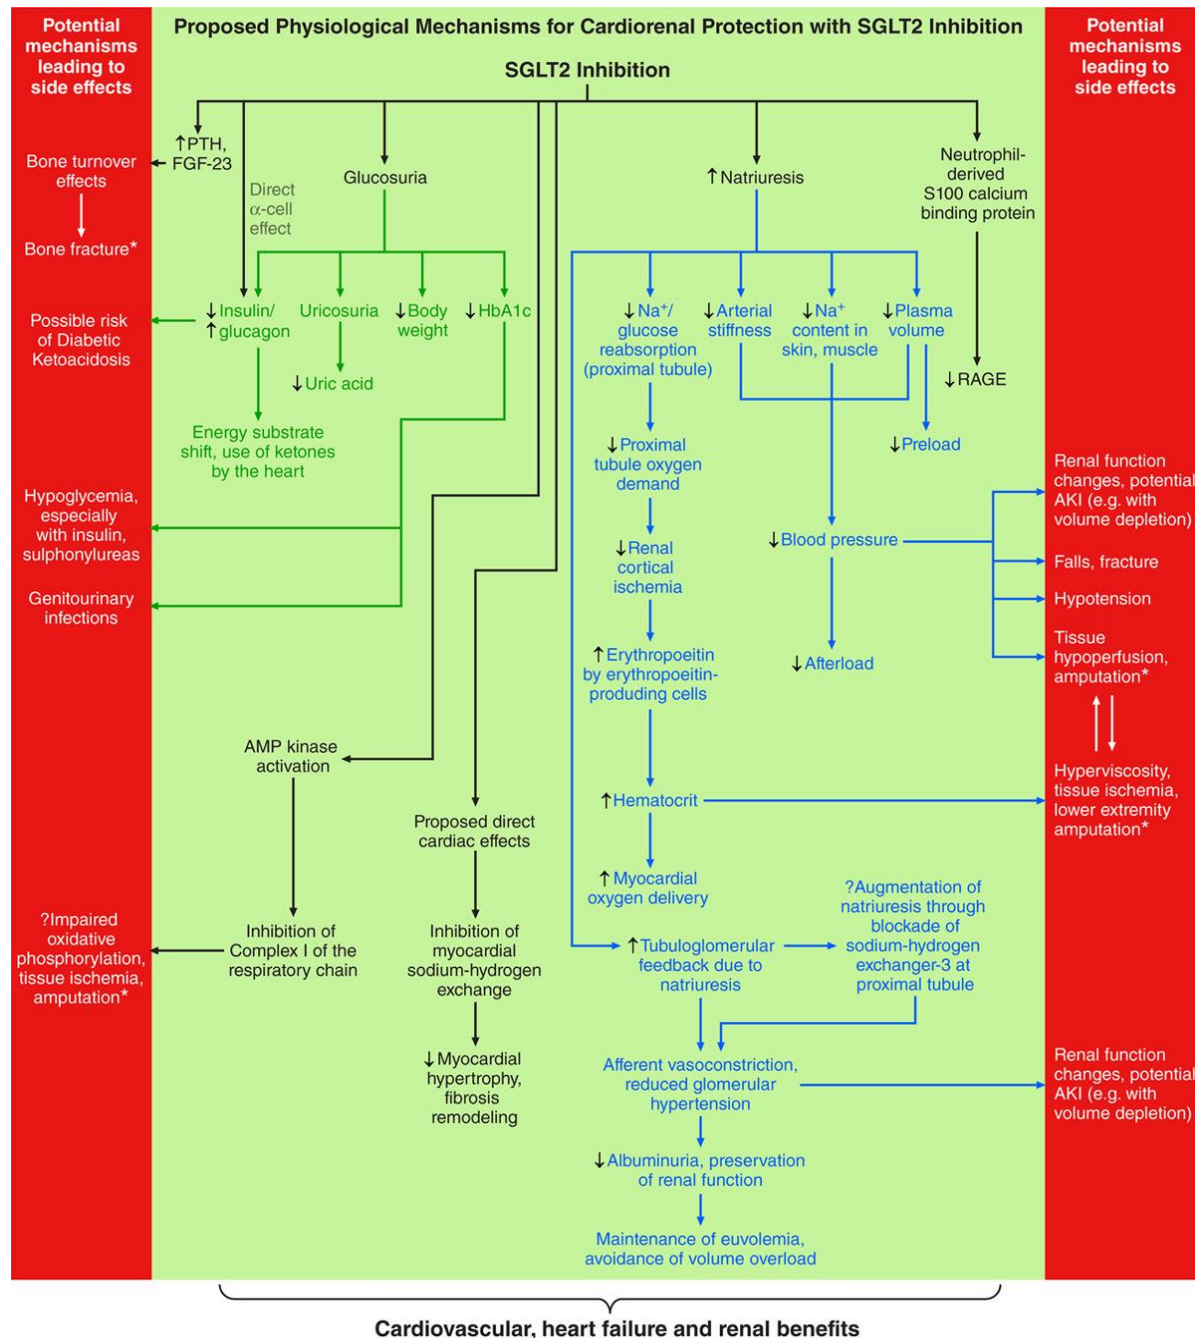 Potential
mechanisms
leading to
side effects
Proposed Physiological Mechanisms for Cardiorenal Protection with SGLT2 Inhibition
Potential
mechanisms
leading to
side effects
SGLT2 Inhibition
↑PTH,
FGF-23
Bone turnover
effects
Bone fracture*
Direct
α-cell
effect
Glucosuria
↑Natriuresis
Neutrophil-
derived
S100 calcium
binding protein
↓RAGE
↓Insulin/
↑glucagon
Uricosuria
↓Body
weight
↓HbA1c
Possible risk
of Diabetic
Ketoacidosis
↓Uric acid
Energy substrate
shift, use of ketones
by the heart
Hypoglycemia,
especially
with insulin,
sulphonylureas
Genitourinary
infections
↓Na⁺/
glucose
reabsorption
(proximal tubule)
↓Arterial
stiffness
↓Na⁺
content in
skin, muscle
↓Plasma
volume
↓Preload
↓Proximal
tubule oxygen
demand
↓Renal
cortical
ischemia
↓Blood pressure
↓Afterload
↑Erythropoeitin
by erythropoeitin-
produding cells
Renal function
changes, potential
AKI (e.g. with
volume depletion)
Falls, fracture
Hypotension
Tissue
hypoperfusion,
amputation*
Hyperviscosity,
tissue ischemia,
lower extremity
amputation*
↑Hematocrit
↑Myocardial
oxygen delivery
AMP kinase
activation
Proposed direct
cardiac effects
?Impaired
oxidative
phosphorylation,
tissue ischemia,
amputation*
Inhibition of
Complex I of the
respiratory chain
Inhibition of
myocardial
sodium-hydrogen
exchange
↓Myocardial
hypertrophy,
fibrosis
remodeling
↑Tubuloglomerular
feedback due to
natriuresis
?Augmentation of
natriuresis through
blockade of
sodium-hydrogen
exchanger-3 at
proximal tubule
Afferent vasoconstriction,
reduced glomerular
hypertension
Renal function
changes, potential
AKI (e.g. with
volume depletion)
↓Albuminuria, preservation
of renal function
Maintenance of euvolemia,
avoidance of volume overload
Cardiovascular, heart failure and renal benefits